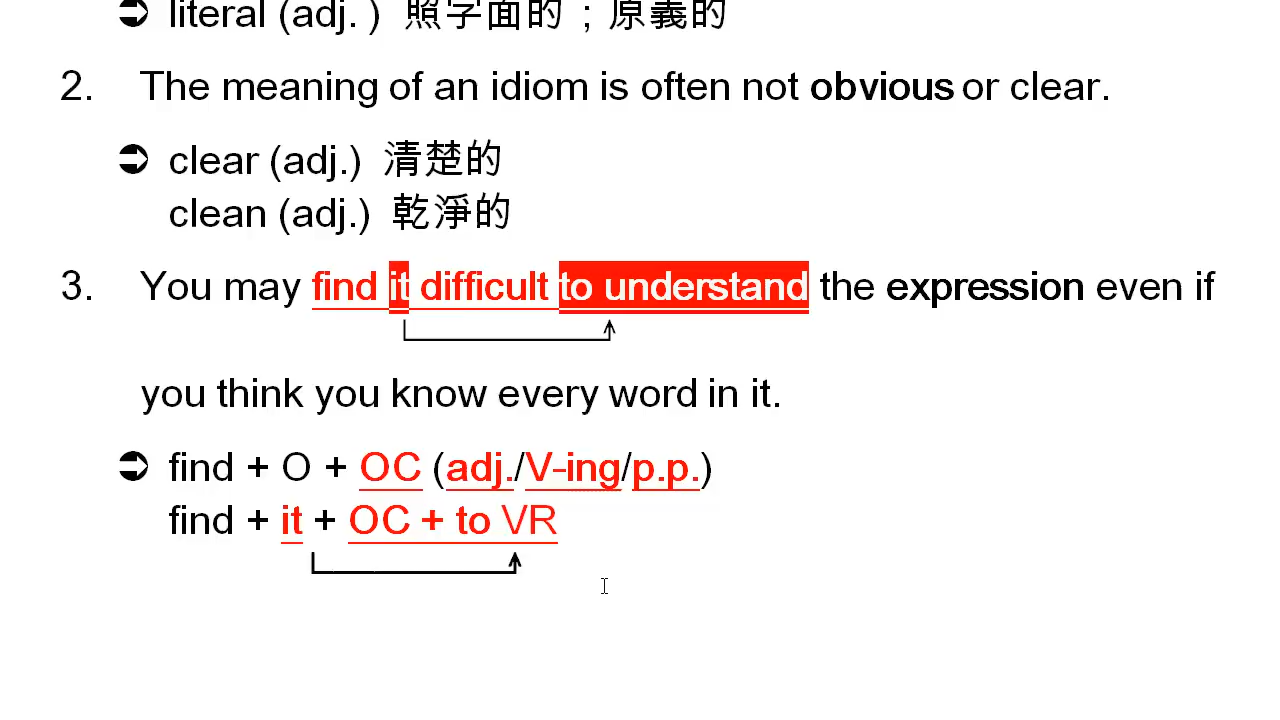 ➲ literal (adj. ) 照字面的；原義的
2. The meaning of an idiom is often not obvious or clear.
➲ clear (adj.) 清楚的
clean (adj.) 乾淨的
3. You may find it difficult to understand the expression even if
you think you know every word in it.
➲ find + O + OC (adj./V-ing/p.p.)
find + it + OC + to VR